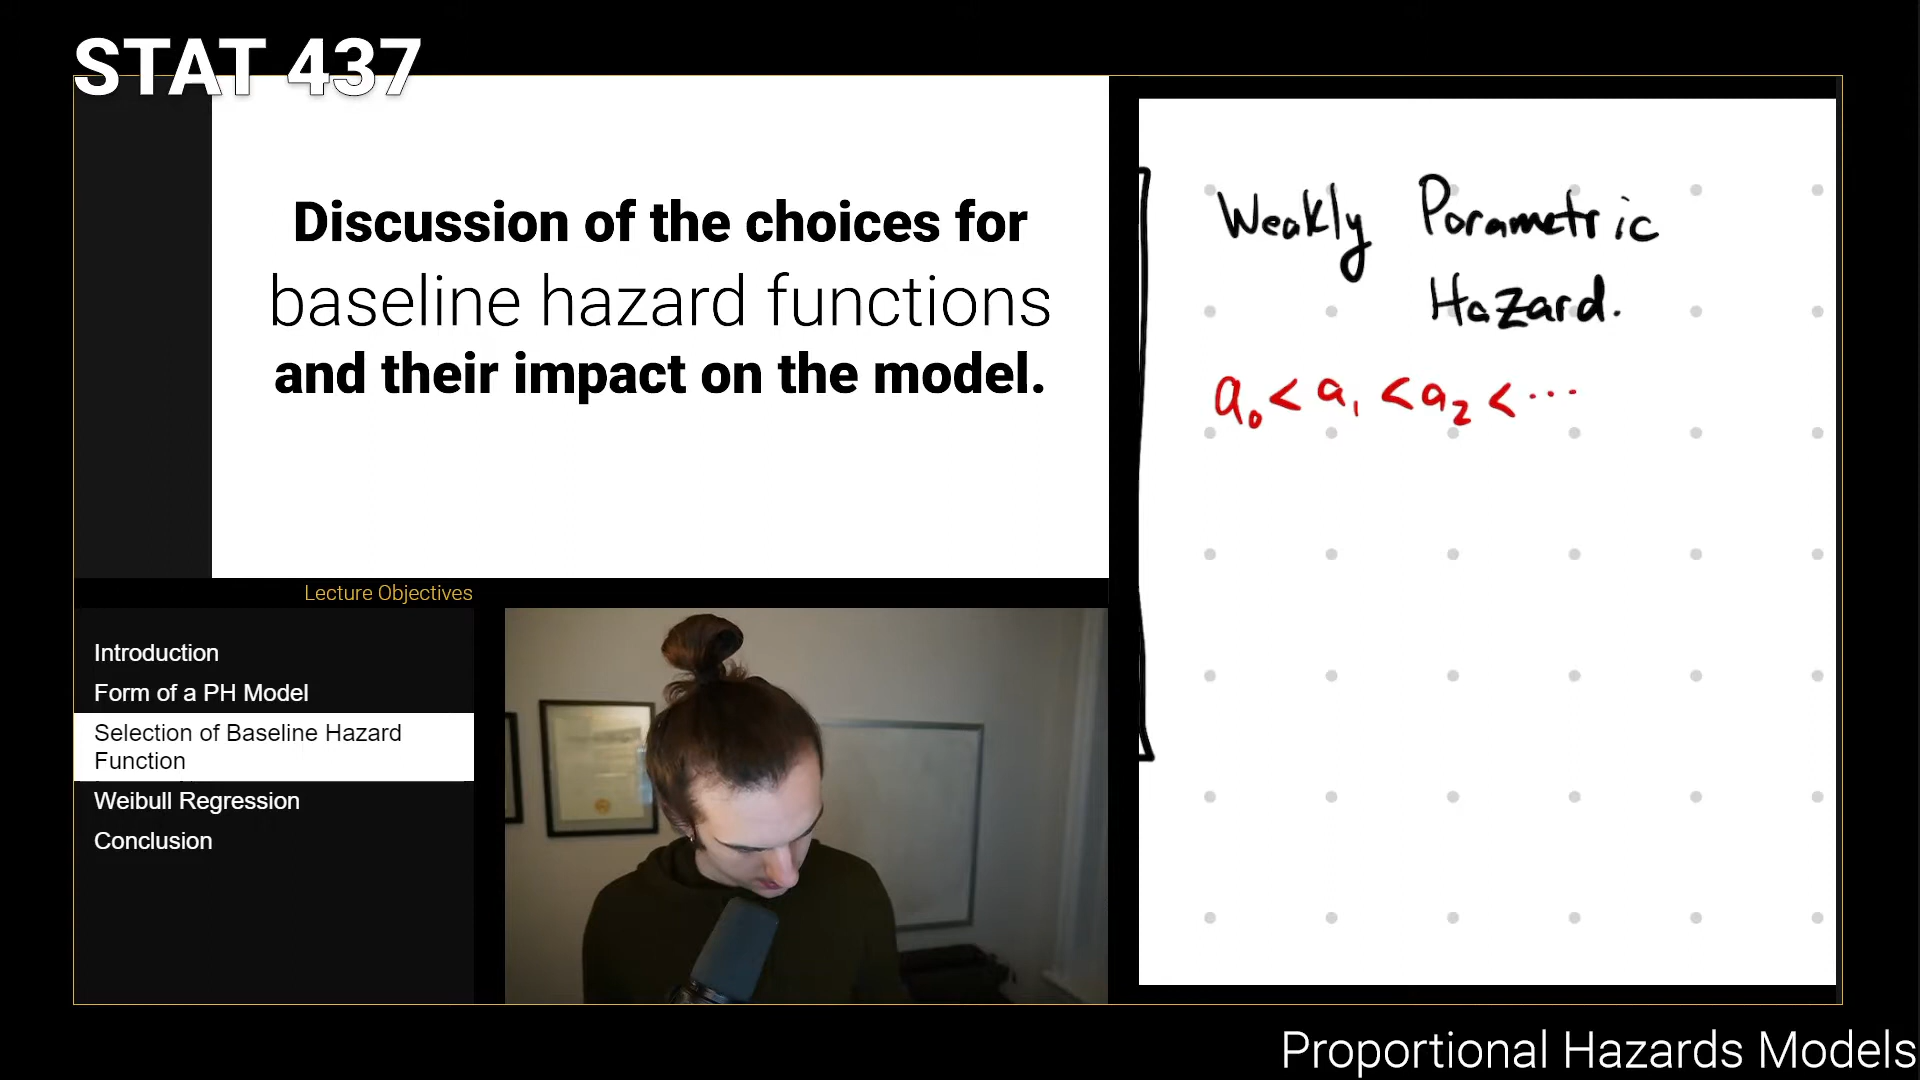 STAT 437
Discussion of the choices for
baseline hazard functions
and their impact on the model.
Weakly Parametric
Hazard.
a₀ < a₁ < a₂ < ...
Lecture Objectives
Introduction
Form of a PH Model
Selection of Baseline Hazard
Function
Weibull Regression
Conclusion
Proportional Hazards Models